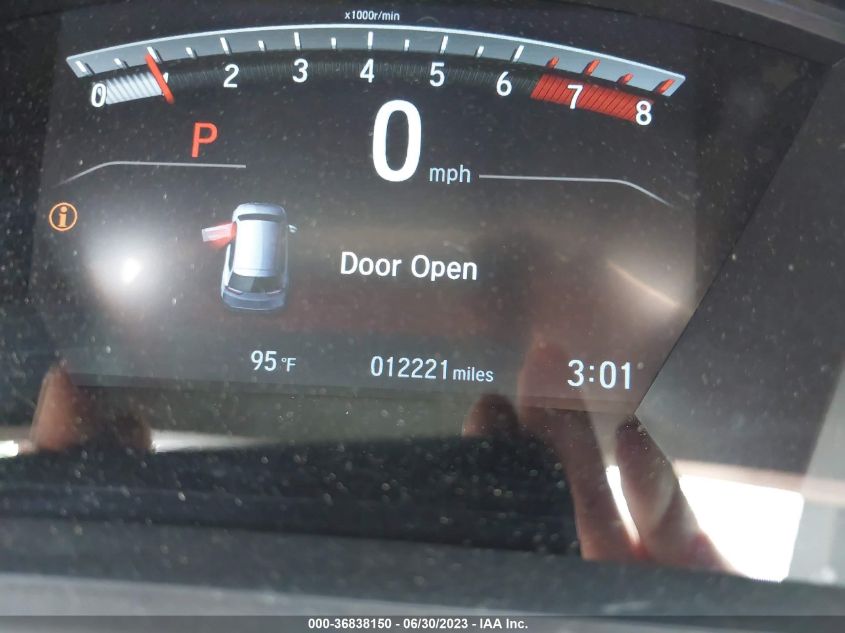 x1000r/min
0 2 3 4 5 6 7 8
P 0 mph
i
Door Open
95 °F 012221 miles 3:01
000-36838150 - 06/30/2023 - IAA Inc.